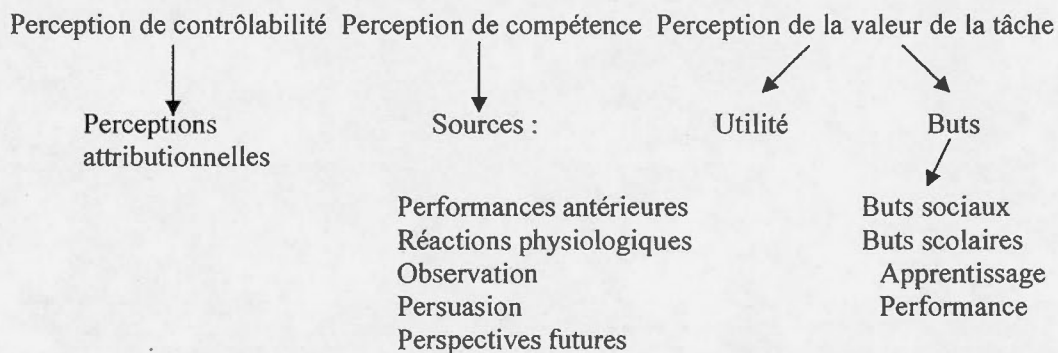 Perception de contrôlabilité Perception de compétence Perception de la valeur de la tâche
Perceptions attributionnelles
Sources :
Utilité
Buts
Performances antérieures
Réactions physiologiques
Observation
Persuasion
Perspectives futures
Buts sociaux
Buts scolaires
Apprentissage
Performance